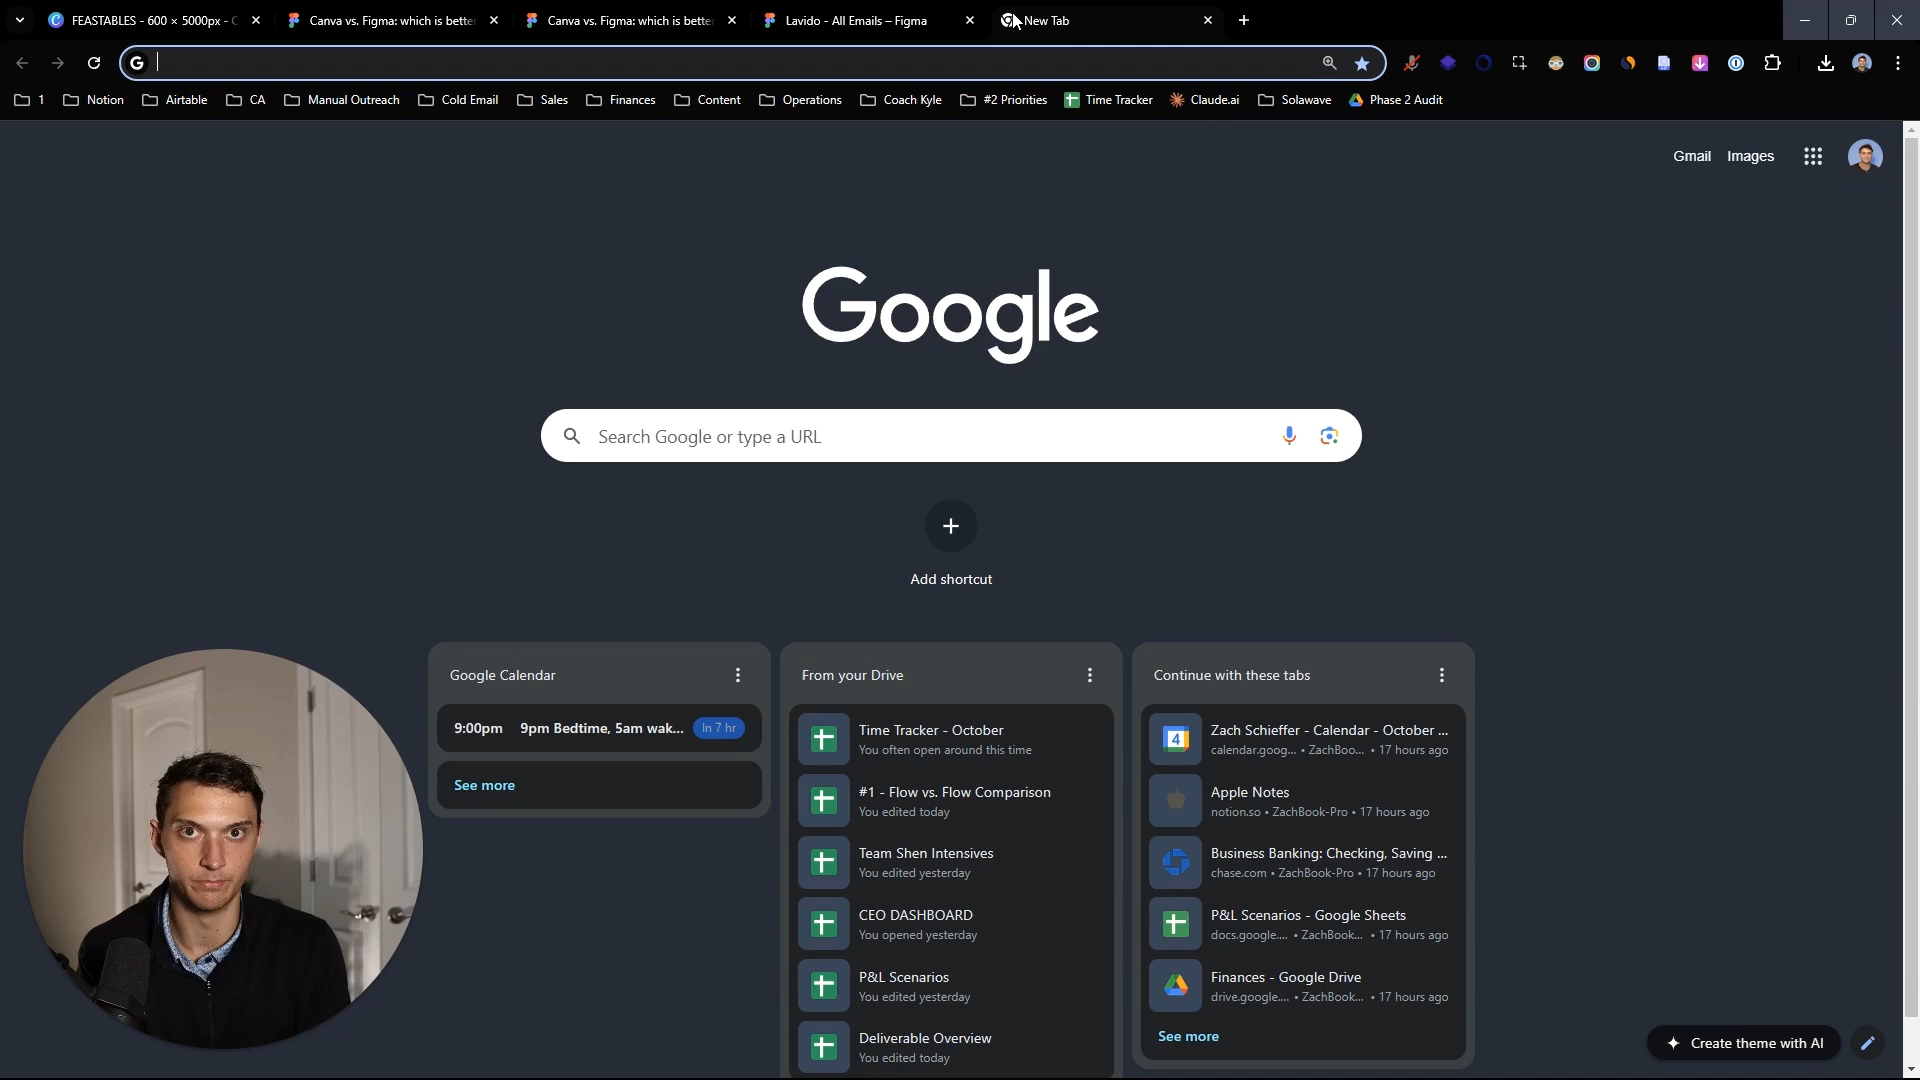 FEASTABLES - 600 × 5000px - C
Canva vs. Figma: which is better
Canva vs. Figma: which is better
Lavido - All Emails – Figma
New Tab
1
Notion
Airtable
CA
Manual Outreach
Cold Email
Sales
Finances
Content
Operations
Coach Kyle
#2 Priorities
Time Tracker
Claude.ai
Solawave
Phase 2 Audit
Gmail
Images
Google
Search Google or type a URL
Add shortcut
Google Calendar
9:00pm 9pm Bedtime, 5am wak... In 7 hr
See more
From your Drive
Time Tracker - October
You often open around this time
#1 - Flow vs. Flow Comparison
You edited today
Team Shen Intensives
You edited yesterday
CEO DASHBOARD
You opened yesterday
P&L Scenarios
You edited yesterday
Deliverable Overview
You edited today
Continue with these tabs
4
Zach Schieffer - Calendar - October ...
calendar.goog... • ZachBoo... • 17 hours ago
Apple Notes
notion.so • ZachBook-Pro • 17 hours ago
Business Banking: Checking, Saving ...
chase.com • ZachBook-Pro • 17 hours ago
P&L Scenarios - Google Sheets
docs.google.... • ZachBook... • 17 hours ago
Finances - Google Drive
drive.google.... • ZachBook... • 17 hours ago
See more
Create theme with AI